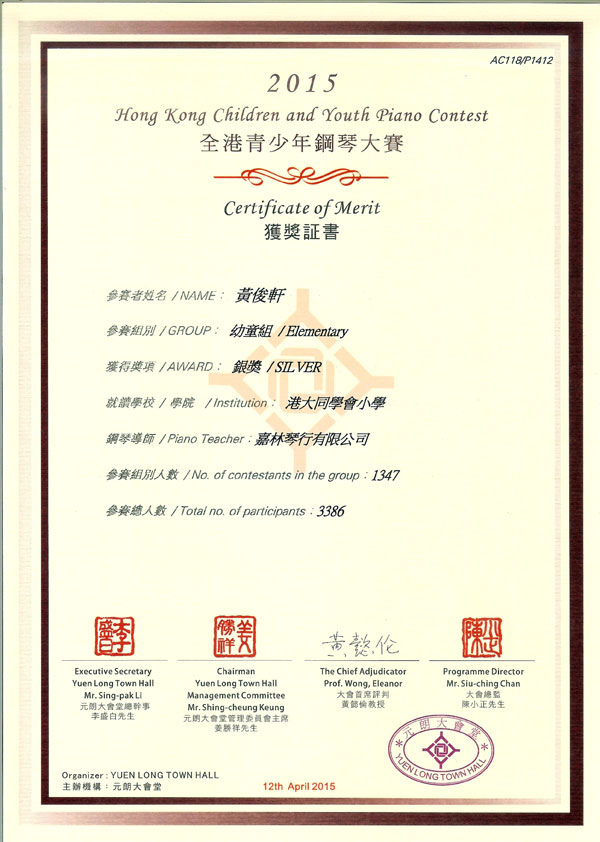 AC118/P1412
2015
Hong Kong Children and Youth Piano Contest
全港青少年鋼琴大賽
Certificate of Merit
獲獎証書
參賽者姓名 / NAME： 黃俊軒
參賽組別 / GROUP： 幼童組 / Elementary
獲得獎項 / AWARD： 銀獎 / SILVER
就讀學校 / 學院 / Institution： 港大同學會小學
鋼琴導師 / Piano Teacher：嘉林琴行有限公司
參賽組別人數 / No. of contestants in the group：1347
參賽總人數 / Total no. of participants：3386
李盛白
姜勝祥
黃懿伦
陳小正
Executive Secretary
Yuen Long Town Hall
Mr. Sing-pak Li
元朗大會堂總幹事
李盛白先生
Chairman
Yuen Long Town Hall
Management Committee
Mr. Shing-cheung Keung
元朗大會堂管理委員會主席
姜勝祥先生
The Chief Adjudicator
Prof. Wong, Eleanor
大會首席評判
黃懿倫教授
Programme Director
Mr. Siu-ching Chan
大會總監
陳小正先生
元朗大會堂
YUEN LONG TOWN HALL
Organizer : YUEN LONG TOWN HALL
主辦機構： 元朗大會堂
12th April 2015